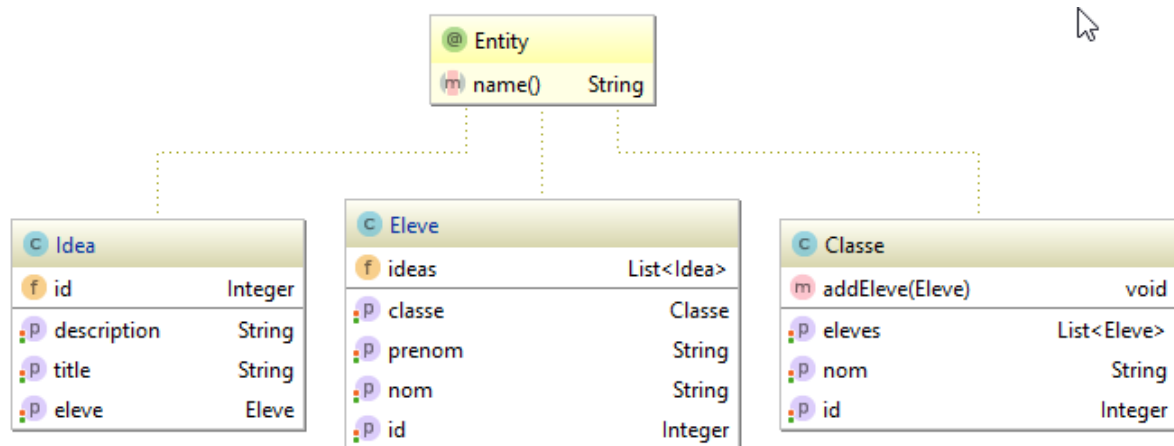 @ Entity
m name() String
C Idea
f id Integer
p description String
p title String
p eleve Eleve
C Eleve
f ideas List<Idea>
p classe Classe
p prenom String
p nom String
p id Integer
C Classe
m addEleve(Eleve) void
p eleves List<Eleve>
p nom String
p id Integer